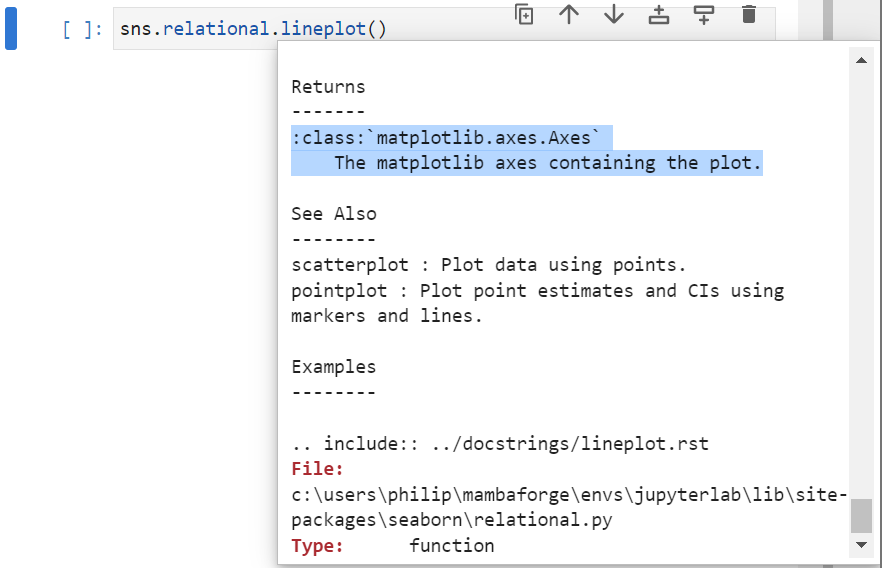 [ ]: sns.relational.lineplot()
Returns
-------
:class:`matplotlib.axes.Axes`
    The matplotlib axes containing the plot.
See Also
--------
scatterplot : Plot data using points.
pointplot : Plot point estimates and CIs using
markers and lines.
Examples
--------
.. include:: ../docstrings/lineplot.rst
File:
c:\users\philip\mambaforge\envs\jupyterlab\lib\site-
packages\seaborn\relational.py
Type:      function